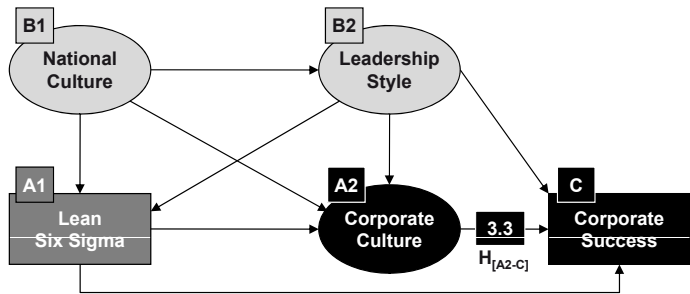 B1
National
Culture
B2
Leadership
Style
A1
Lean
Six Sigma
A2
Corporate
Culture
3.3
H[A2-C]
C
Corporate
Success